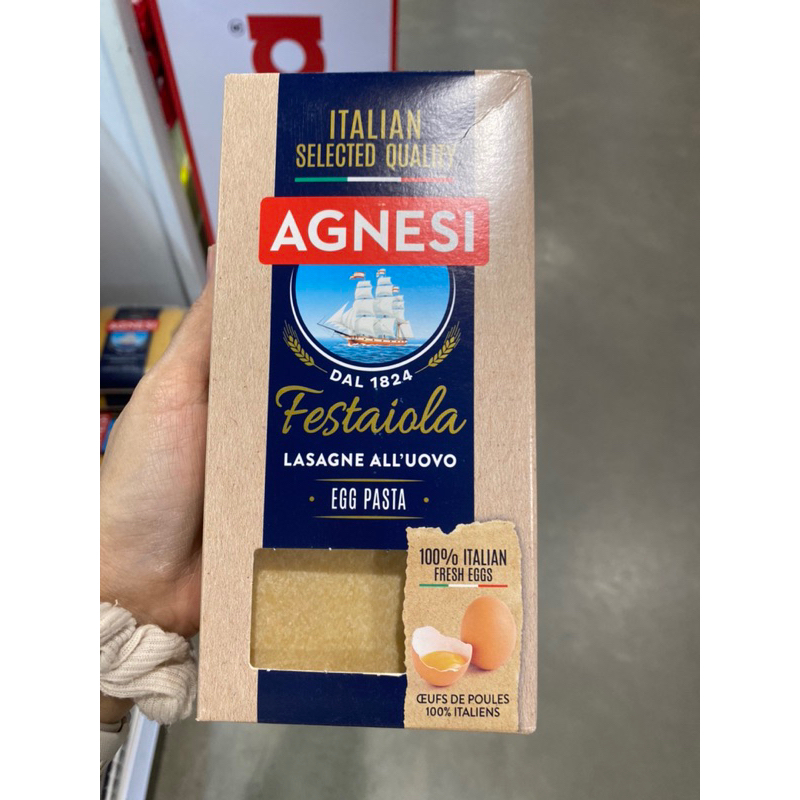 ITALIAN
SELECTED QUALITY
AGNESI
DAL 1824
Festaiola
LASAGNE ALL'UOVO
· EGG PASTA ·
100% ITALIAN
FRESH EGGS
ŒUFS DE POULES
100% ITALIENS
AGNESI